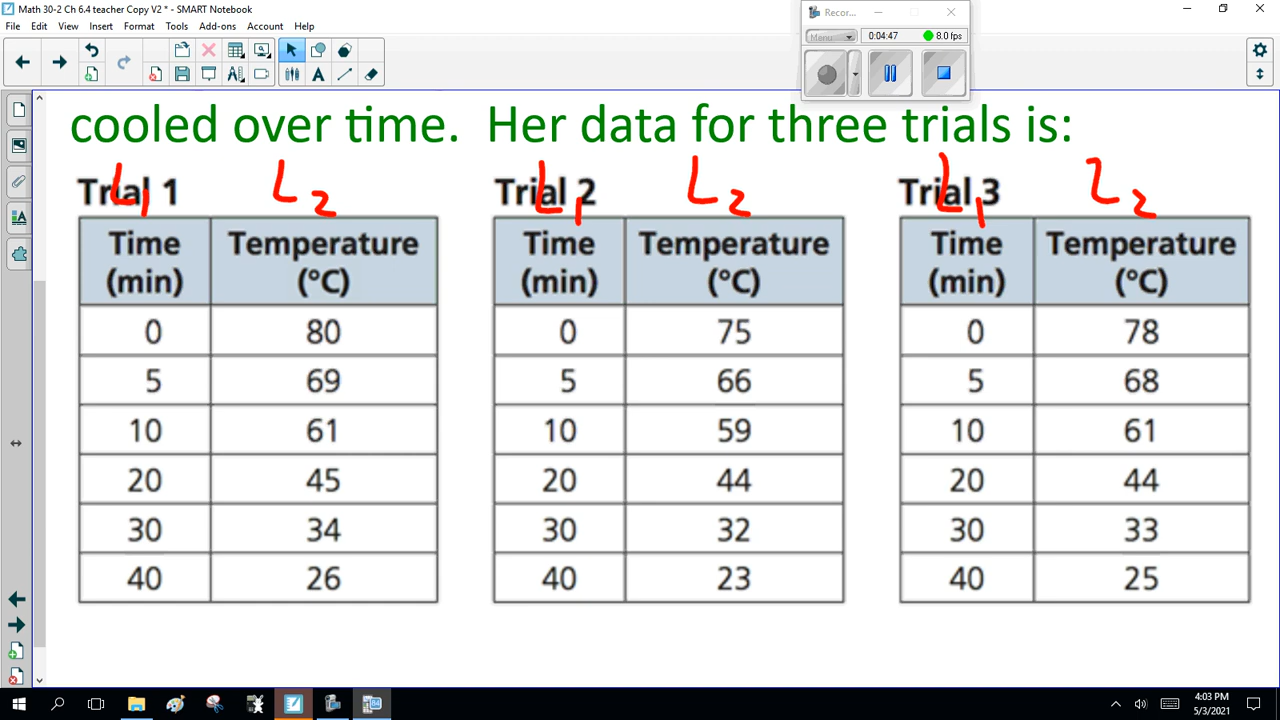 Math 30-2 Ch 6.4 teacher Copy V2 * - SMART Notebook
File Edit View Insert Format Tools Add-ons Account Help
Recor...
Menu 0:04:47 8.0 fps
cooled over time. Her data for three trials is:
L1 L2 L1 L2 L1 L2
Trial 1 Trial 2 Trial 3
Time Temperature Time Temperature Time Temperature
(min) (°C) (min) (°C) (min) (°C)
0 80 0 75 0 78
5 69 5 66 5 68
10 61 10 59 10 61
20 45 20 44 20 44
30 34 30 32 30 33
40 26 40 23 40 25
4:03 PM
5/3/2021